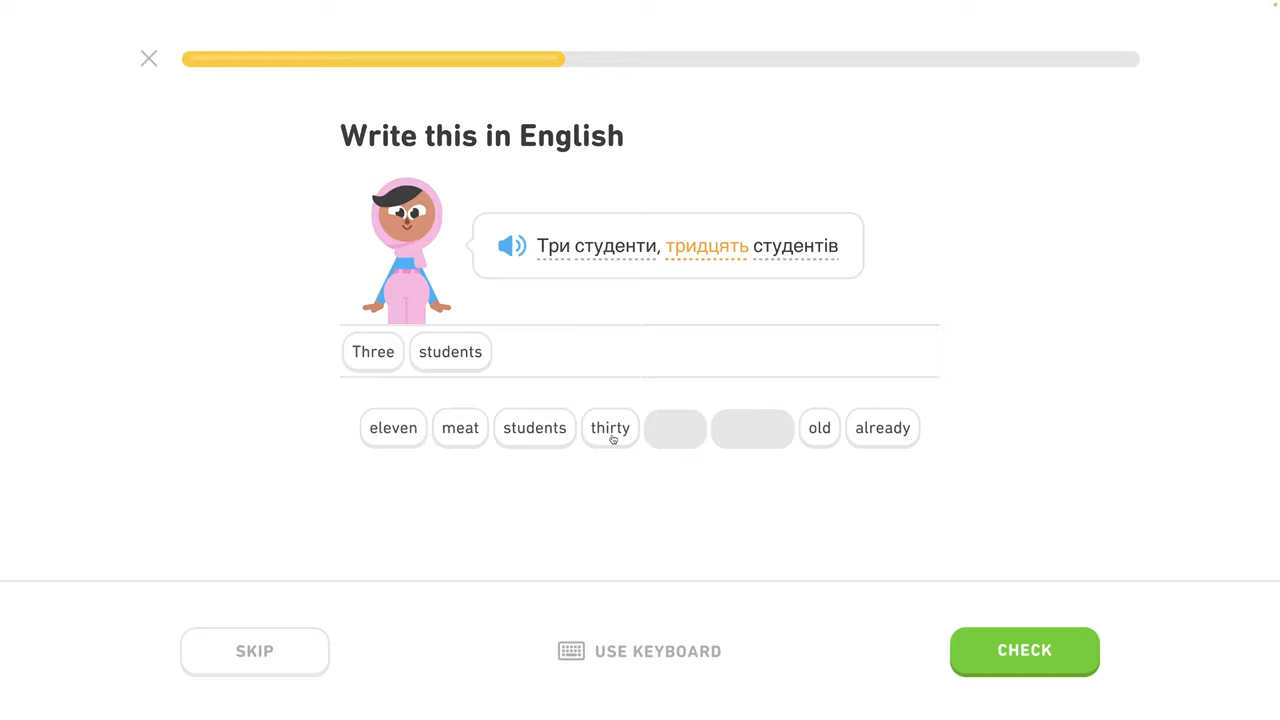 Write this in English
Три студенти, тридцять студентів
Three students
eleven meat students thirty old already
SKIP USE KEYBOARD CHECK